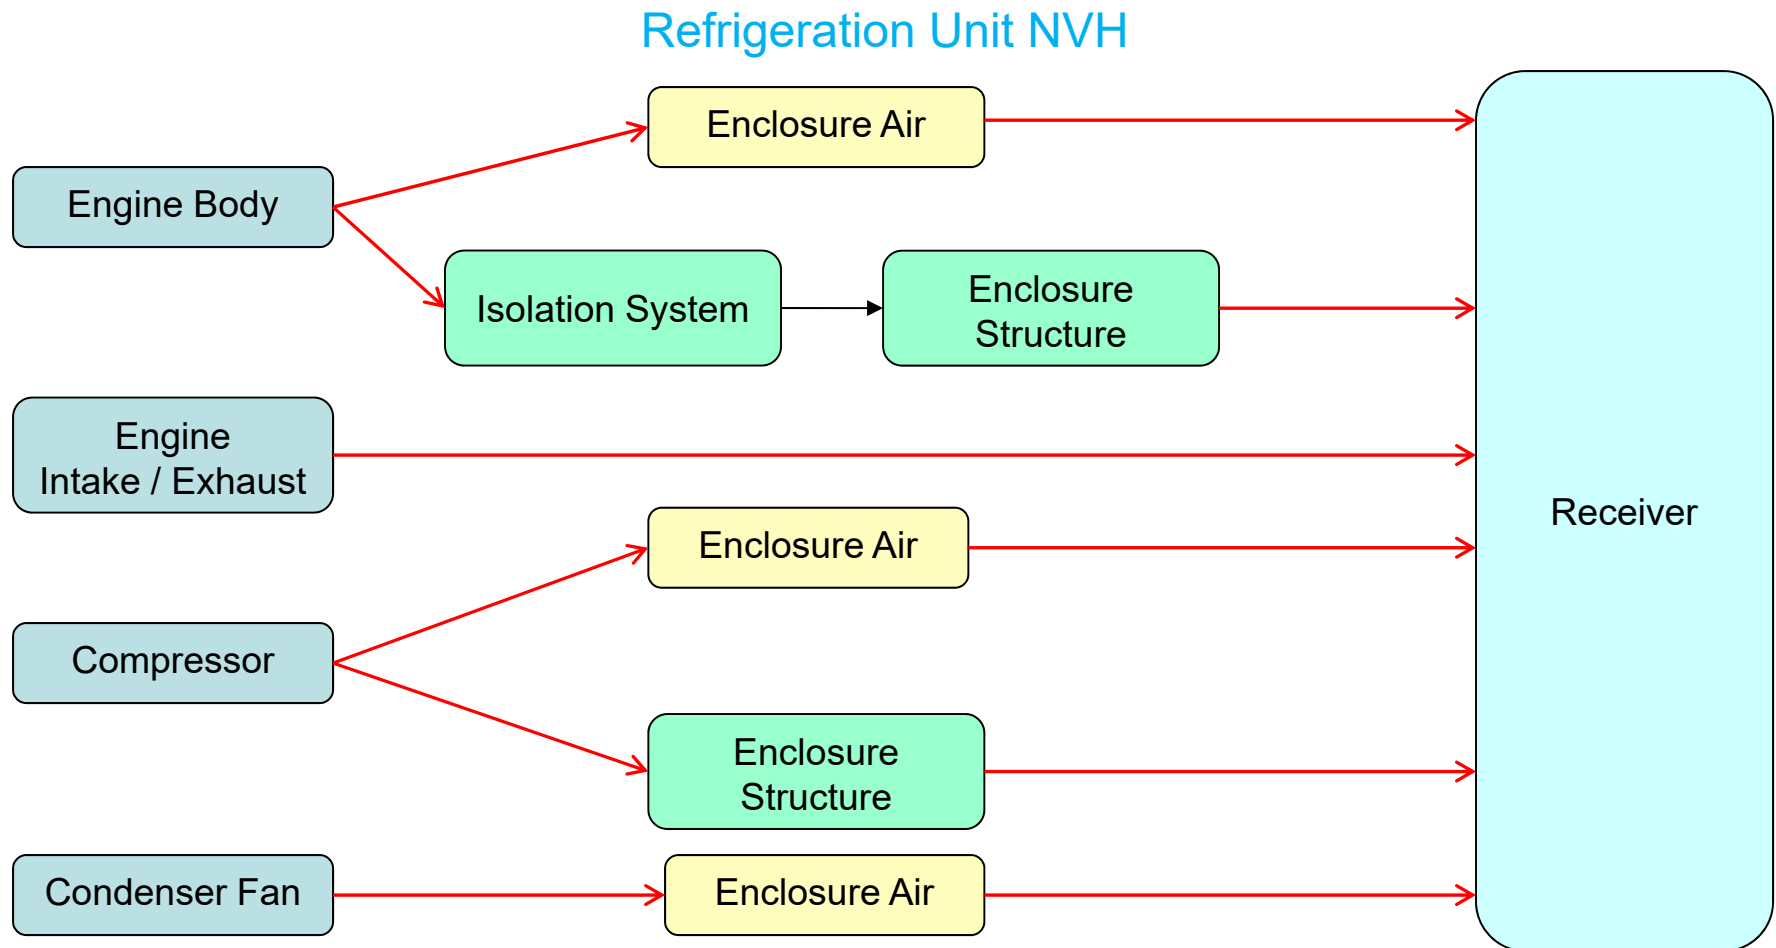 Refrigeration Unit NVH
Enclosure Air
Engine Body
Isolation System
Enclosure
Structure
Engine
Intake / Exhaust
Receiver
Enclosure Air
Compressor
Enclosure
Structure
Condenser Fan
Enclosure Air